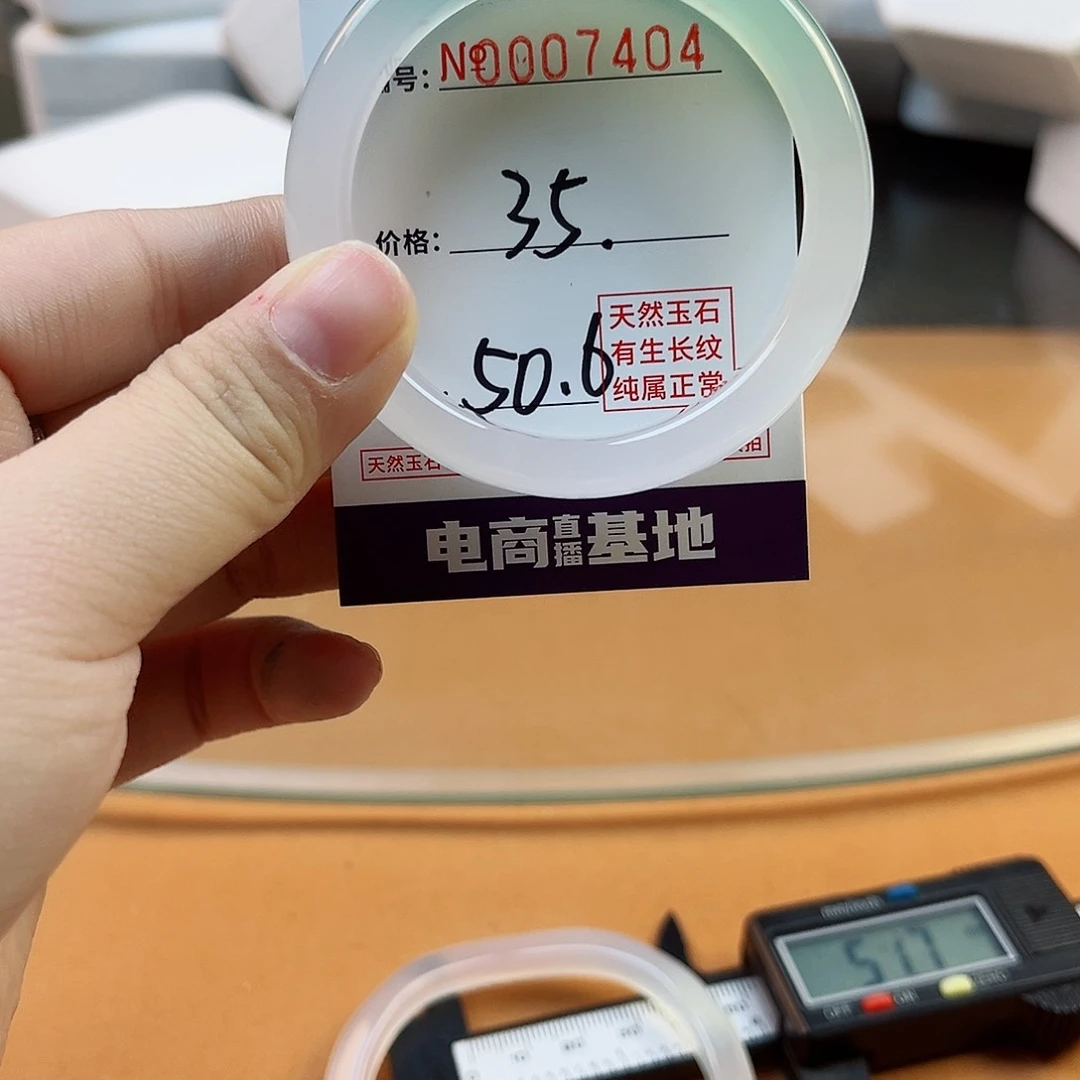 号: №0007404
价格: 35.
50.6
天然玉石
有生长纹
纯属正常
天然玉石
拍
电商直播基地